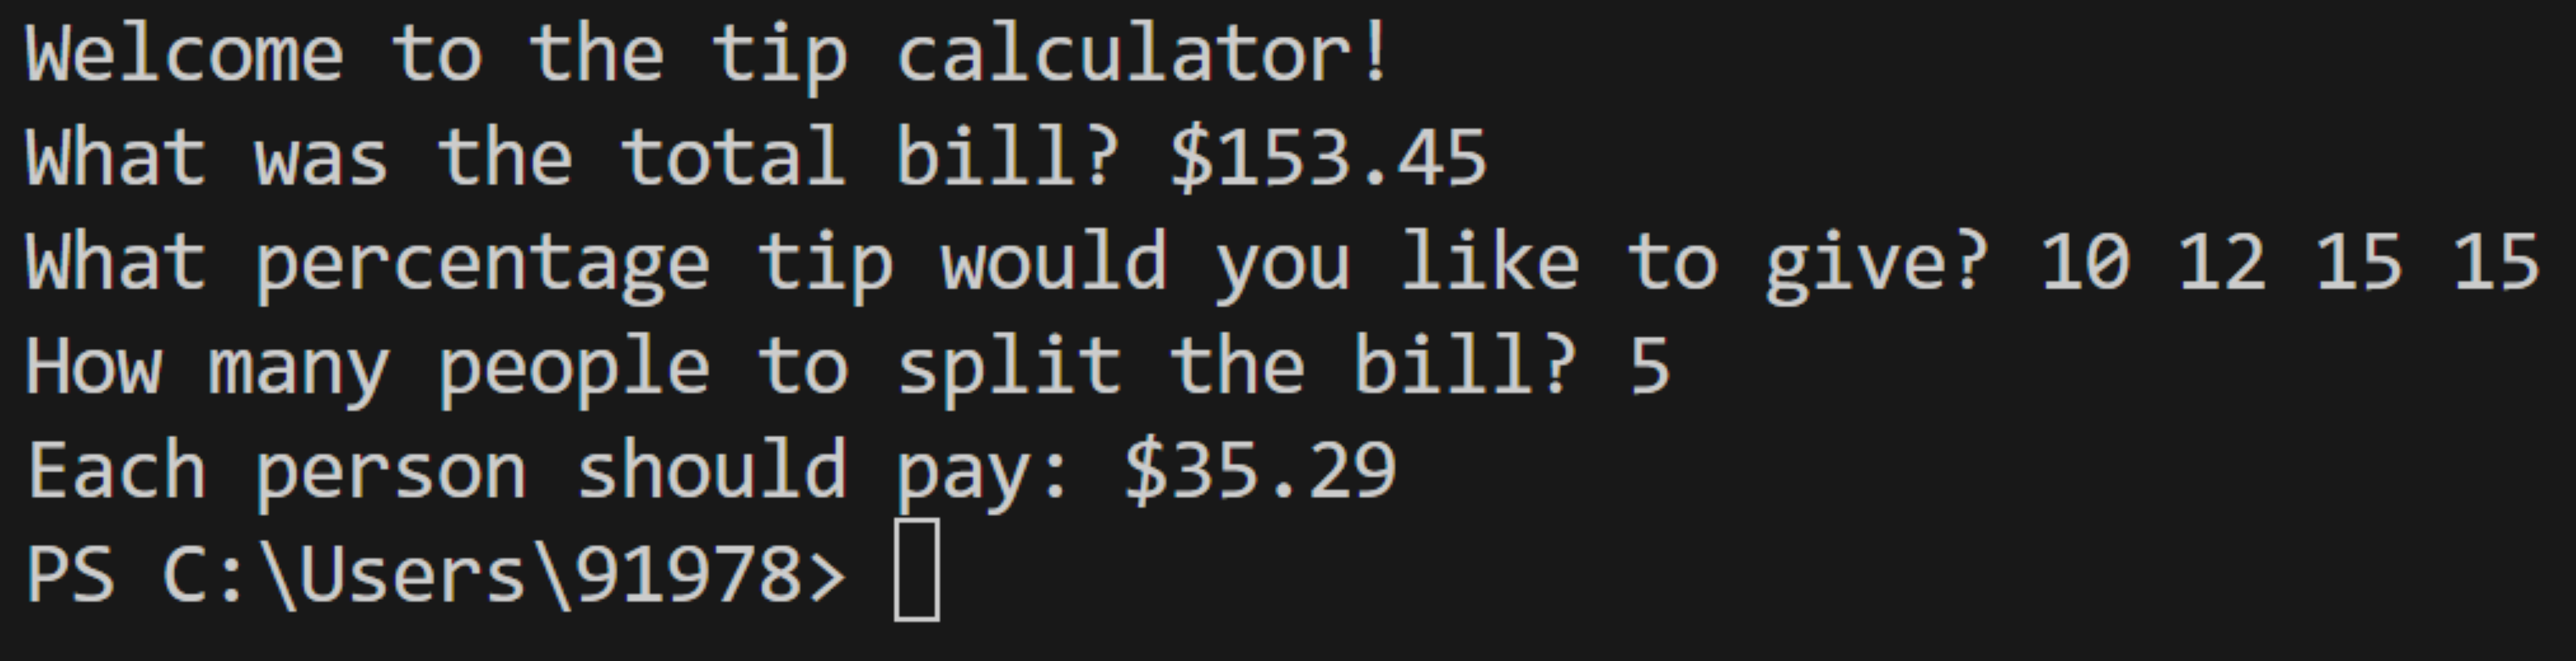 Welcome to the tip calculator!
What was the total bill? $153.45
What percentage tip would you like to give? 10 12 15 15
How many people to split the bill? 5
Each person should pay: $35.29
PS C:\Users\91978>